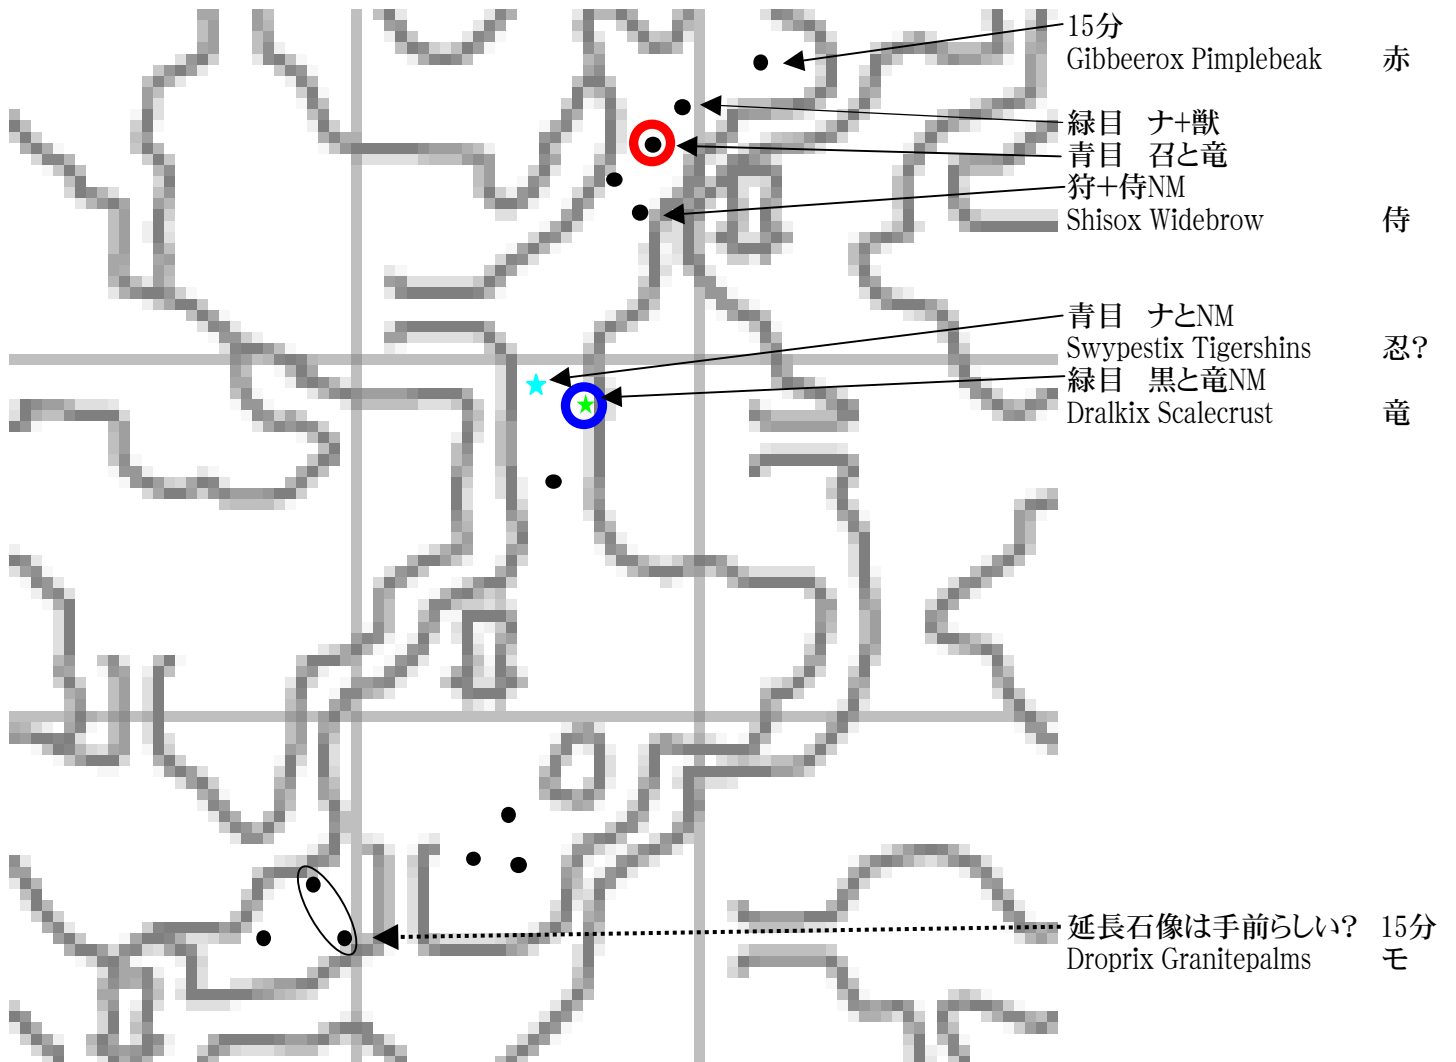 15分
Gibbeerox Pimplebeak 赤
緑目 ナ+獣
青目 召と竜
狩+侍NM
Shisox Widebrow 侍
青目 ナとNM
Swypestix Tigershins 忍?
緑目 黒と竜NM
Dralkix Scalecrust 竜
延長石像は手前らしい? 15分
Droprix Granitepalms モ